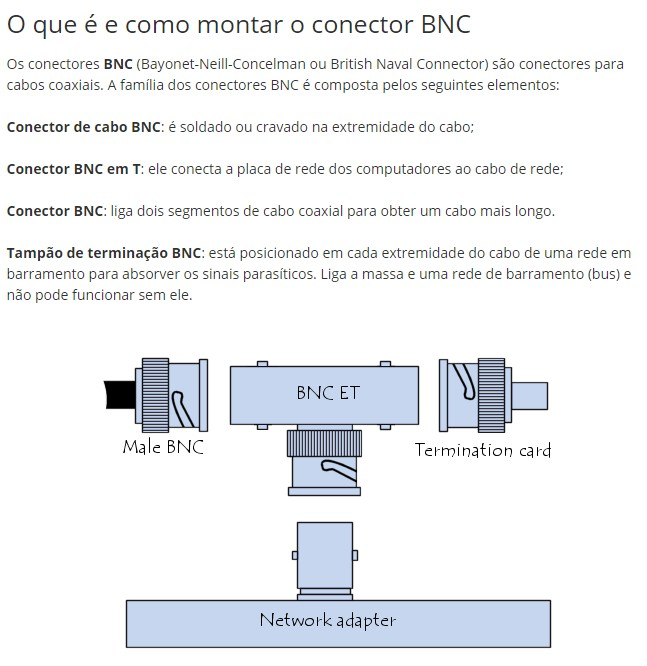 O que é e como montar o conector BNC
Os conectores BNC (Bayonet-Neill-Concelman ou British Naval Connector) são conectores para
cabos coaxiais. A família dos conectores BNC é composta pelos seguintes elementos:
Conector de cabo BNC: é soldado ou cravado na extremidade do cabo;
Conector BNC em T: ele conecta a placa de rede dos computadores ao cabo de rede;
Conector BNC: liga dois segmentos de cabo coaxial para obter um cabo mais longo.
Tampão de terminação BNC: está posicionado em cada extremidade do cabo de uma rede em
barramento para absorver os sinais parasíticos. Liga a massa e uma rede de barramento (bus) e
não pode funcionar sem ele.
BNC ET
Male BNC
Termination card
Network adapter